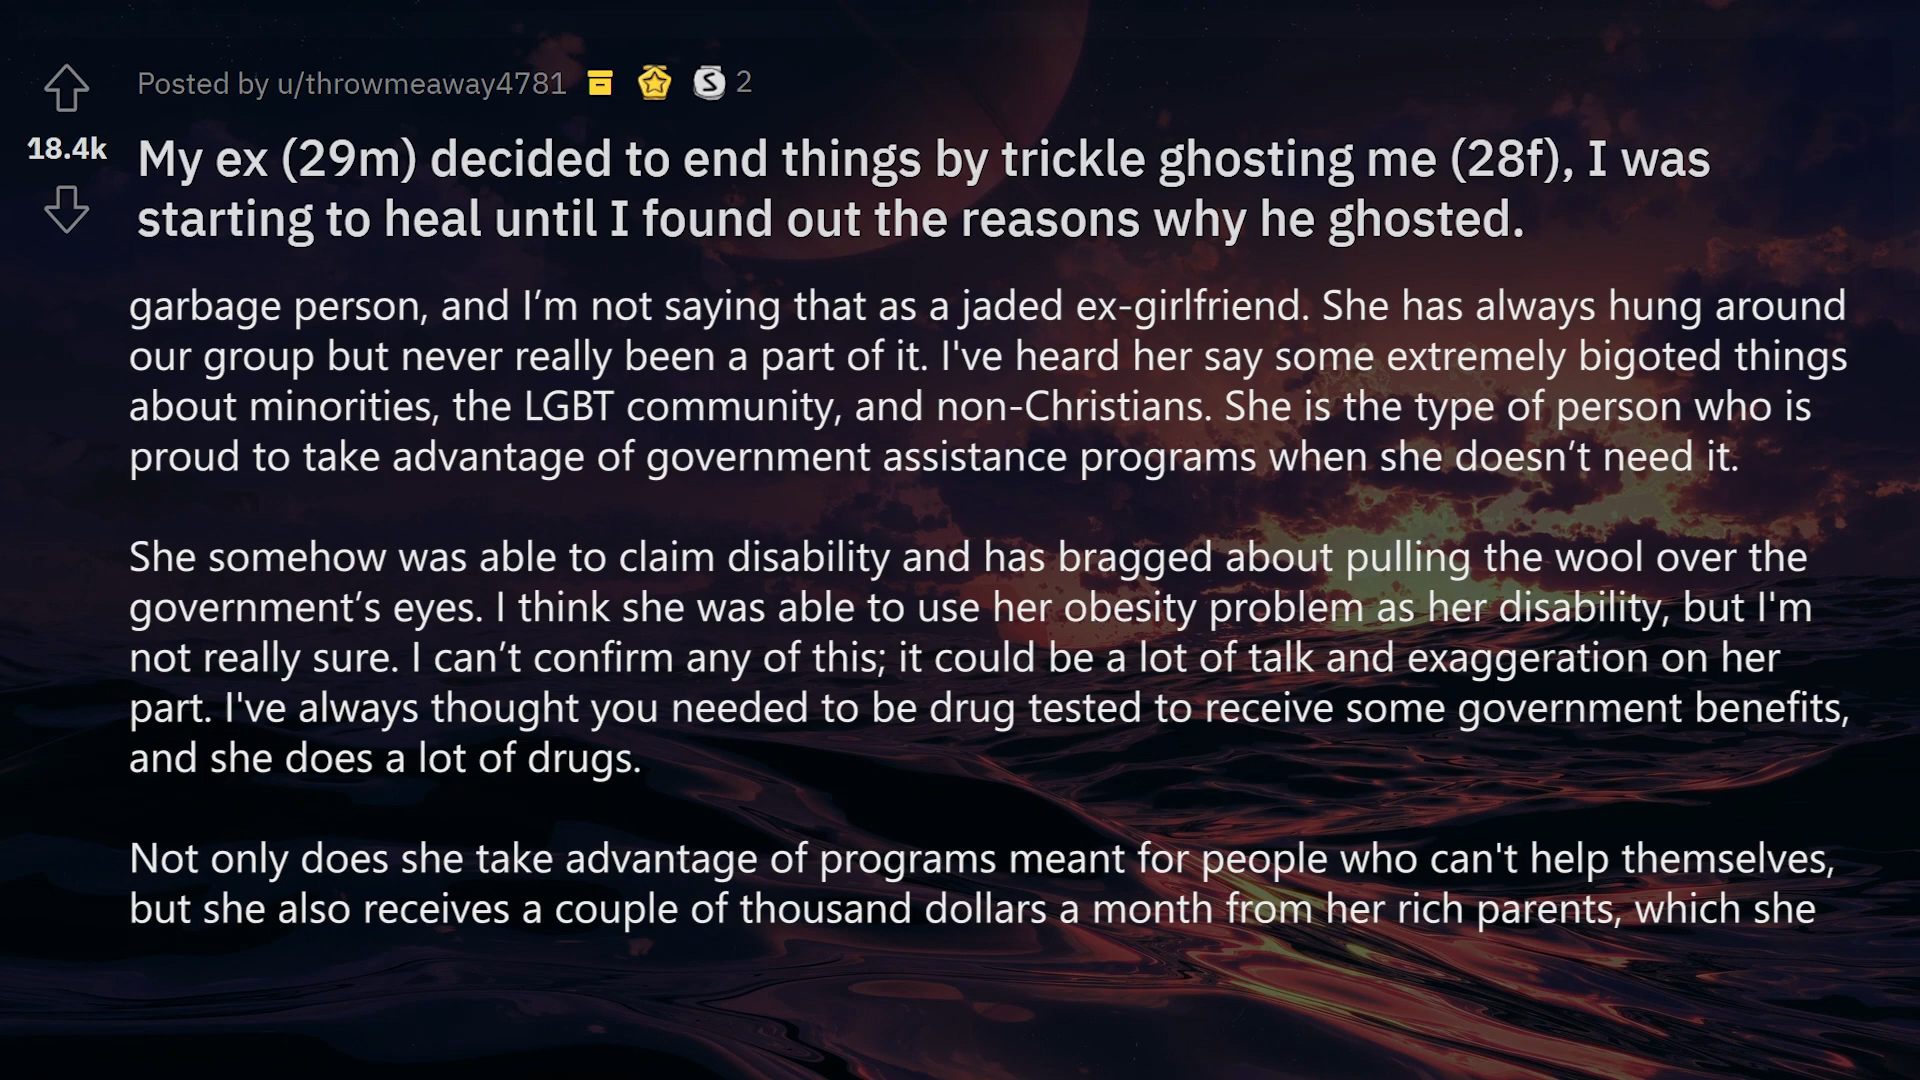 Posted by u/throwmeaway4781 2
18.4k
My ex (29m) decided to end things by trickle ghosting me (28f), I was
starting to heal until I found out the reasons why he ghosted.
garbage person, and I’m not saying that as a jaded ex-girlfriend. She has always hung around
our group but never really been a part of it. I've heard her say some extremely bigoted things
about minorities, the LGBT community, and non-Christians. She is the type of person who is
proud to take advantage of government assistance programs when she doesn’t need it.
She somehow was able to claim disability and has bragged about pulling the wool over the
government’s eyes. I think she was able to use her obesity problem as her disability, but I'm
not really sure. I can’t confirm any of this; it could be a lot of talk and exaggeration on her
part. I've always thought you needed to be drug tested to receive some government benefits,
and she does a lot of drugs.
Not only does she take advantage of programs meant for people who can't help themselves,
but she also receives a couple of thousand dollars a month from her rich parents, which she